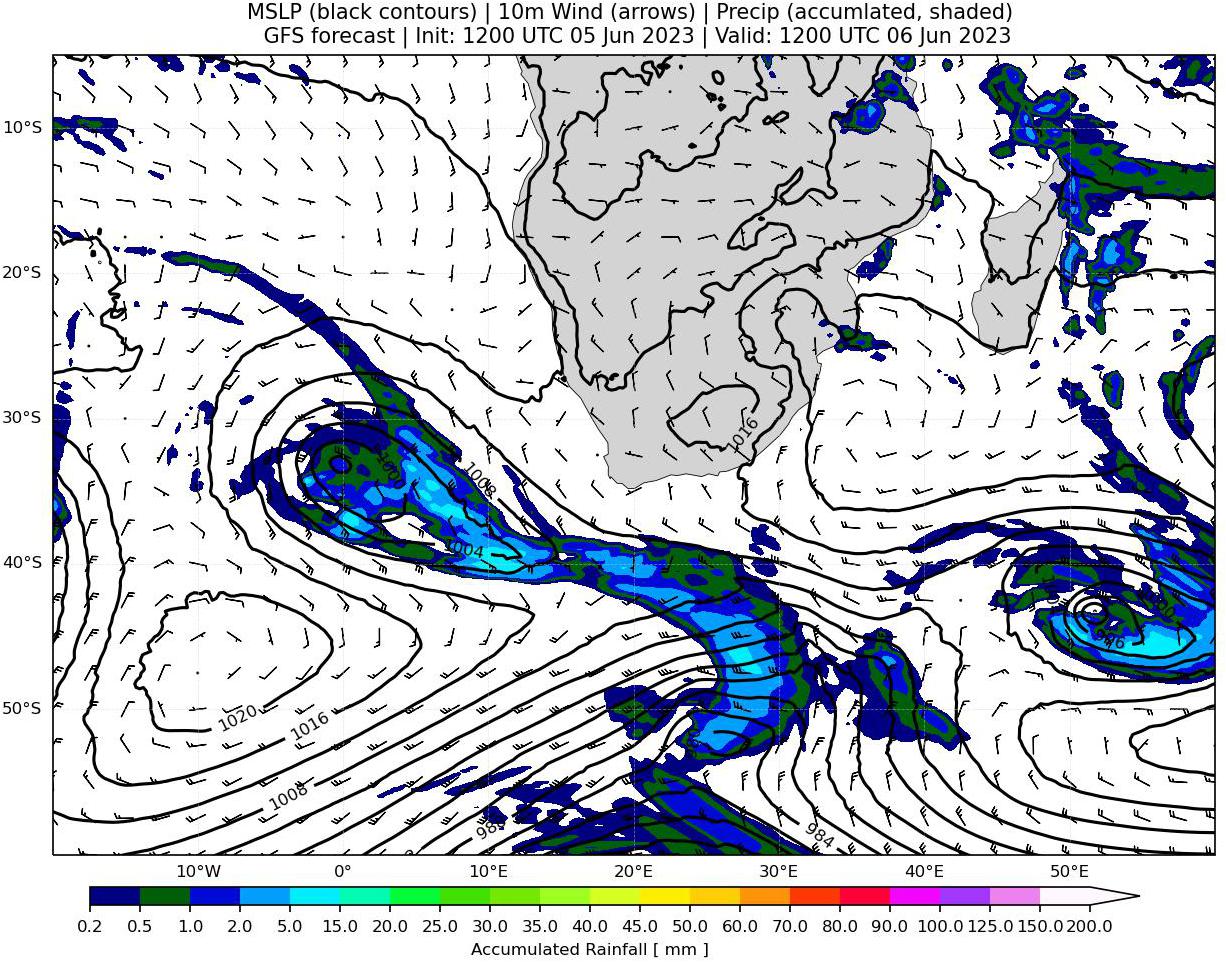 MSLP (black contours) | 10m Wind (arrows) | Precip (accumlated, shaded)
GFS forecast | Init: 1200 UTC 05 Jun 2023 | Valid: 1200 UTC 06 Jun 2023
10°S
20°S
30°S
40°S
50°S
1016
1008
1000
1004
1000
996
1020
1016
1008
984
10°W 0° 10°E 20°E 30°E 40°E 50°E
0.2 0.5 1.0 2.0 5.0 10.0 15.0 20.0 25.0 30.0 35.0 40.0 45.0 50.0 60.0 70.0 80.0 90.0 100.0 125.0 150.0 200.0
Accumulated Rainfall [ mm ]